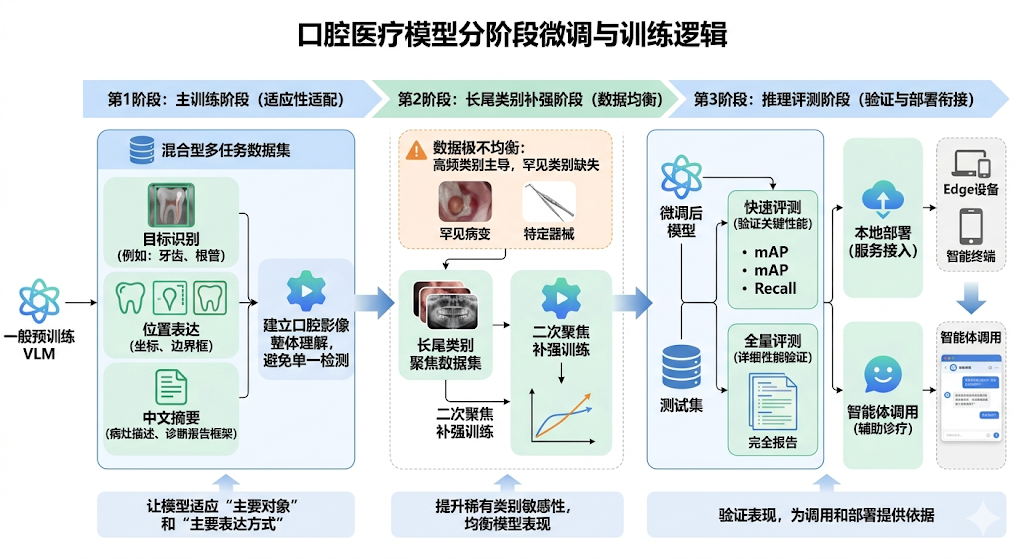 口腔医疗模型分阶段微调与训练逻辑
第1阶段：主训练阶段（适应性适配）
第2阶段：长尾类别补强阶段（数据均衡）
第3阶段：推理评测阶段（验证与部署衔接）
一般预训练
VLM
混合型多任务数据集
目标识别
(例如：牙齿、根管)
位置表达
(坐标、边界框)
中文摘要
(病灶描述、诊断报告框架)
建立口腔影像
整体理解，
避免单一检测
让模型适应“主要对象”
和“主要表达方式”
数据极不均衡：
高频类别主导，罕见类别缺失
罕见病变
特定器械
长尾类别
聚焦数据集
二次聚焦
补强训练
二次聚焦
补强训练
提升稀有类别敏感性，
均衡模型表现
微调后
模型
测试集
快速评测
(验证关键性能)
• mAP
• mAP
• Recall
全量评测
(详细性能验证)
完全报告
本地部署
(服务接入)
智能体调用
(辅助诊疗)
Edge设备
智能终端
智能体调用
验证表现，为调用和部署提供依据